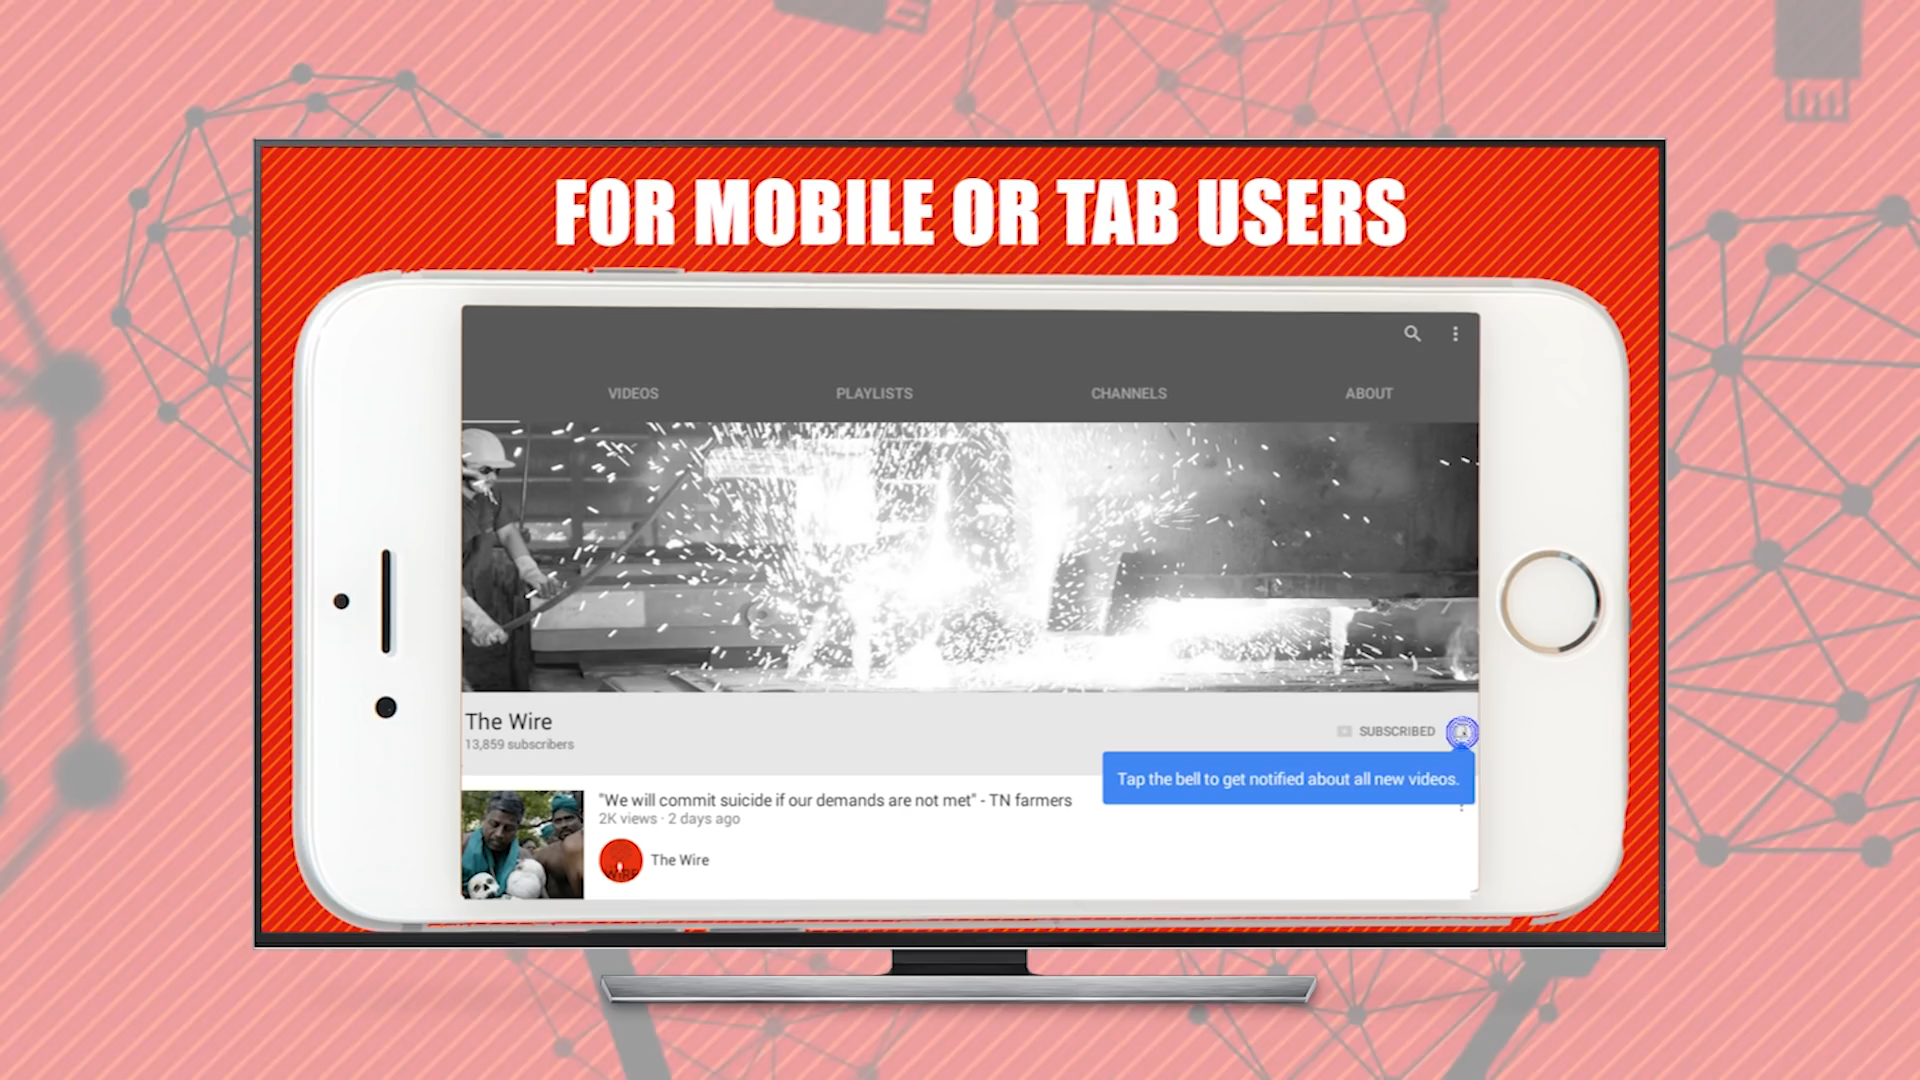 FOR MOBILE OR TAB USERS
VIDEOS PLAYLISTS CHANNELS ABOUT
The Wire
13,859 subscribers
SUBSCRIBED
Tap the bell to get notified about all new videos.
"We will commit suicide if our demands are not met" - TN farmers
2K views · 2 days ago
WIRE
The Wire